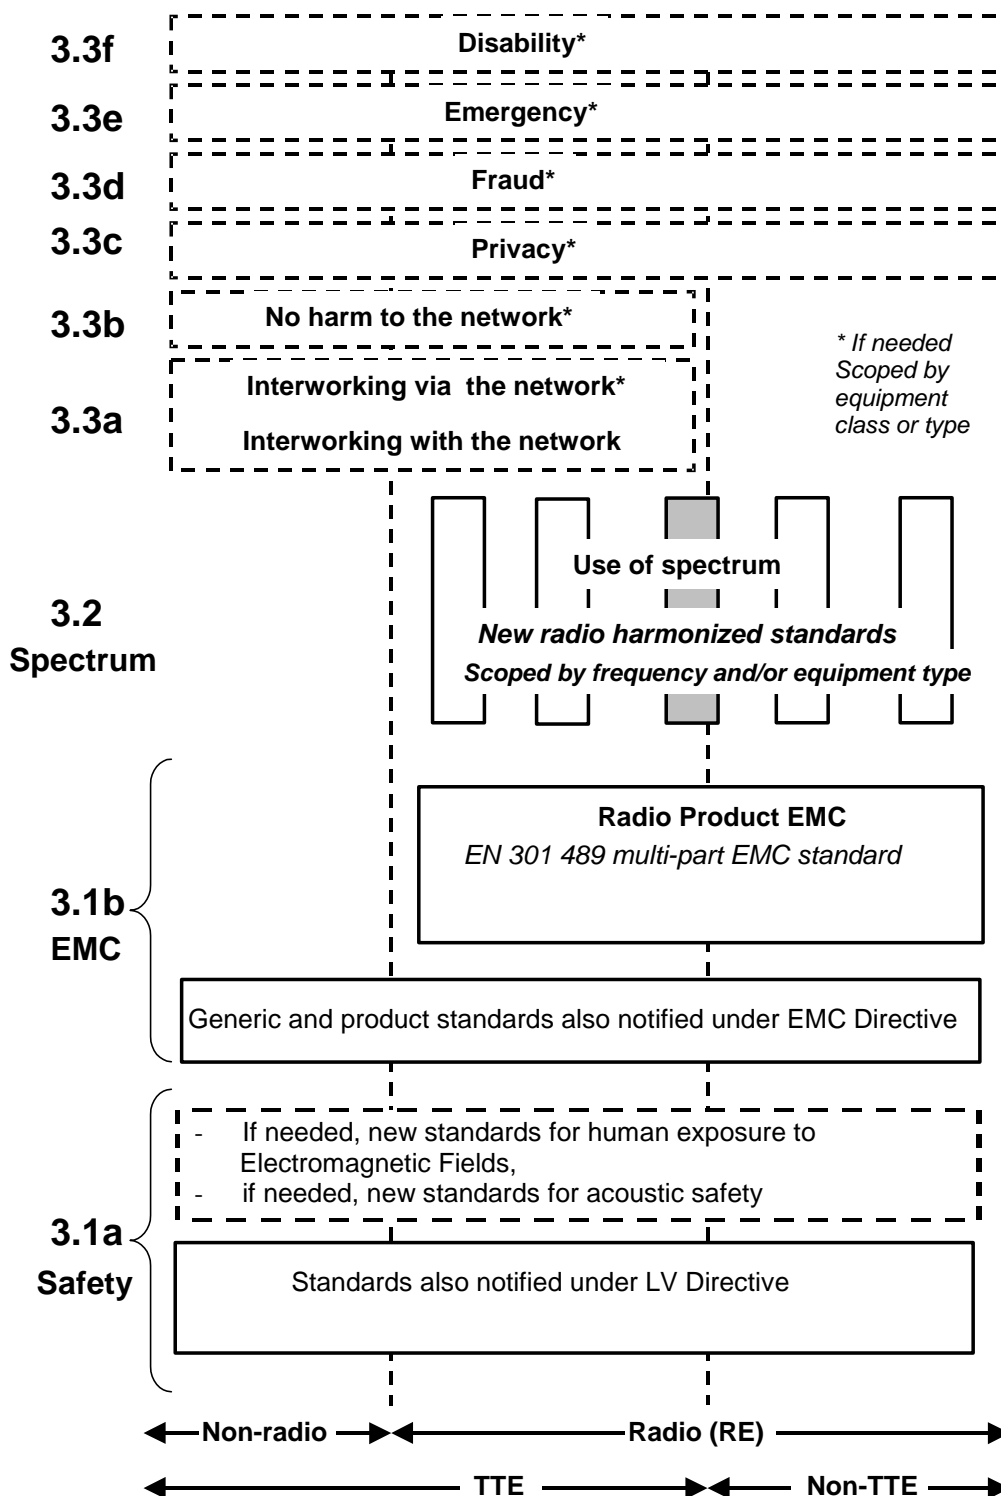 3.3f
Disability*
3.3e
Emergency*
3.3d
Fraud*
3.3c
Privacy*
3.3b
No harm to the network*
* If needed
Scoped by
equipment
class or type
3.3a
Interworking via the network*
Interworking with the network
3.2
Spectrum
Use of spectrum
New radio harmonized standards
Scoped by frequency and/or equipment type
3.1b
EMC
Radio Product EMC
EN 301 489 multi-part EMC standard
Generic and product standards also notified under EMC Directive
3.1a
Safety
- If needed, new standards for human exposure to
Electromagnetic Fields,
- if needed, new standards for acoustic safety
Standards also notified under LV Directive
Non-radio
Radio (RE)
TTE
Non-TTE